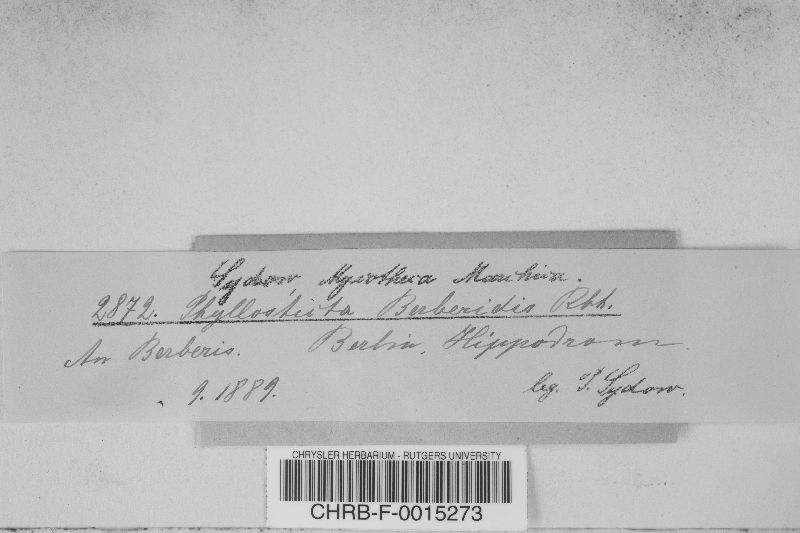 Sydow, Mycotheca Marchica.
2872. Phyllosticta Berberidis Rbh.
An Berberis. Berlin, Hippodrom.
9. 1889. leg. P. Sydow.
CHRYSLER HERBARIUM - RUTGERS UNIVERSITY
CHRB-F-0015273